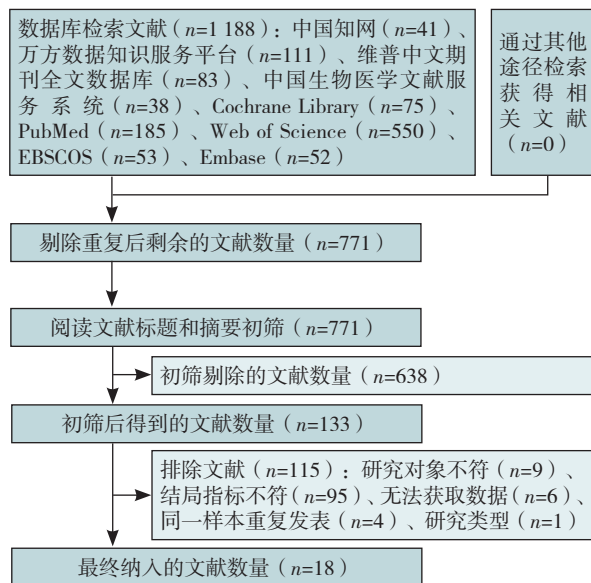 数据库检索文献（n=1 188）：中国知网（n=41）、
万方数据知识服务平台（n=111）、维普中文期
刊全文数据库（n=83）、中国生物医学文献服
务系统（n=38）、Cochrane Library（n=75）、
PubMed（n=185）、Web of Science（n=550）、
EBSCOS（n=53）、Embase（n=52）
通过其他
途径检索
获得相
关文献
（n=0）
剔除重复后剩余的文献数量（n=771）
阅读文献标题和摘要初筛（n=771）
初筛剔除的文献数量（n=638）
初筛后得到的文献数量（n=133）
排除文献（n=115）：研究对象不符（n=9）、
结局指标不符（n=95）、无法获取数据（n=6）、
同一样本重复发表（n=4）、研究类型（n=1）
最终纳入的文献数量（n=18）